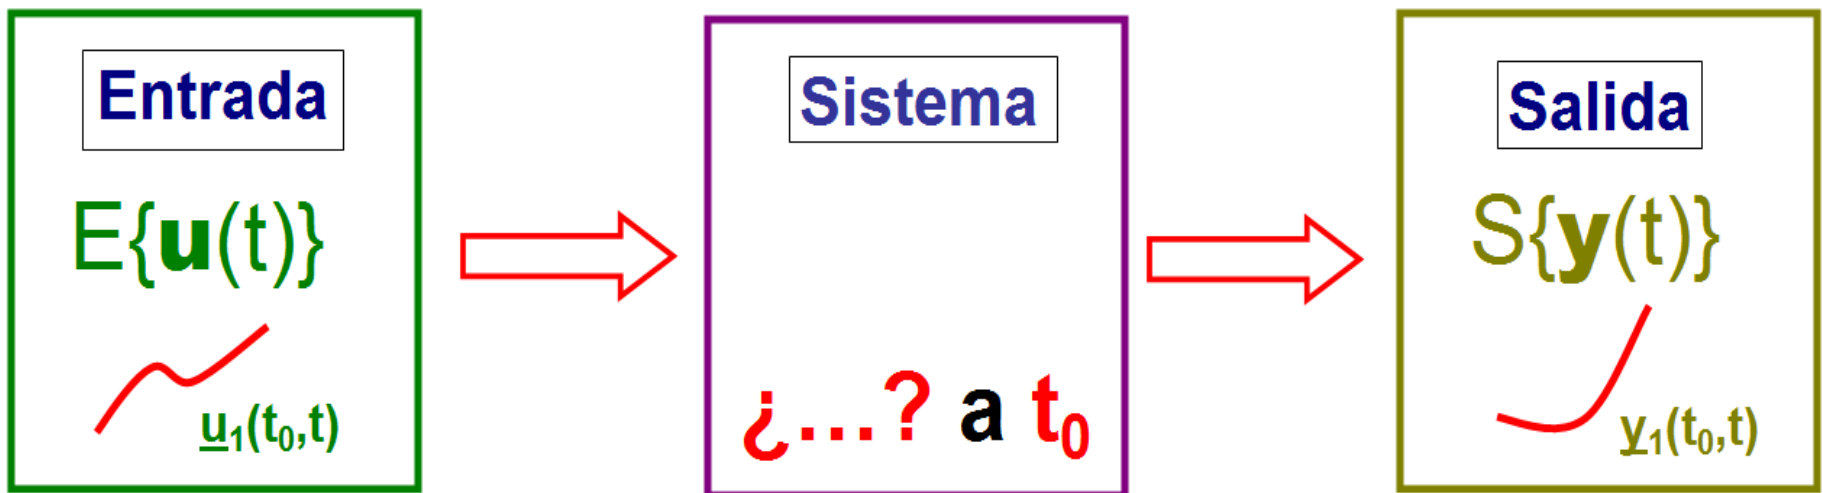 Entrada
E{u(t)}
u₁(t₀,t)
Sistema
¿...? a t₀
Salida
S{y(t)}
y₁(t₀,t)